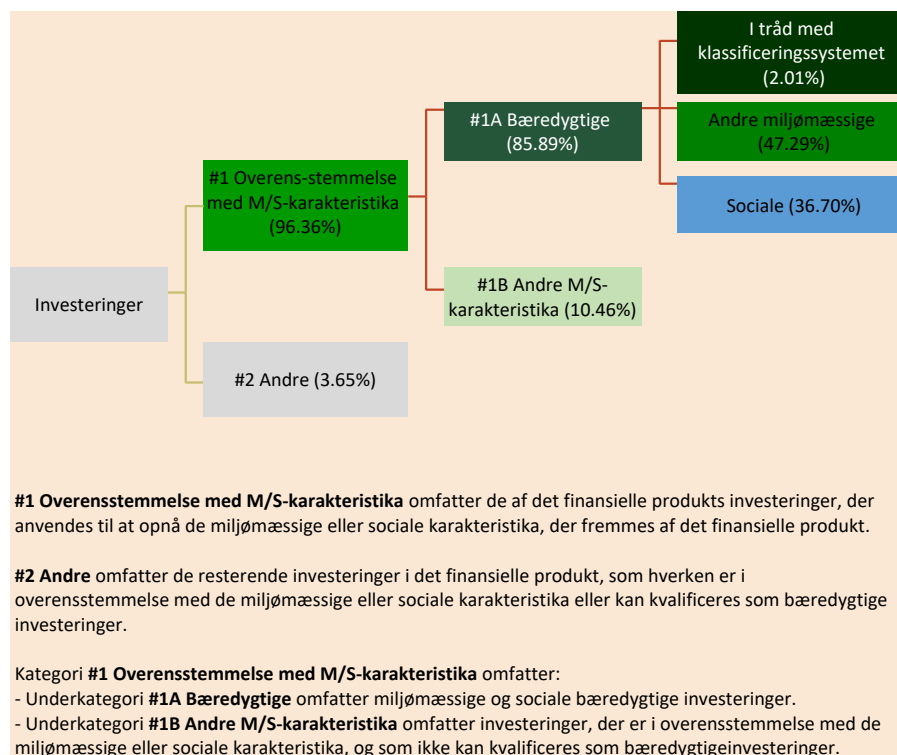 I tråd med
klassificeringssystemet
(2.01%)
#1A Bæredygtige
(85.89%)
Andre miljømæssige
(47.29%)
#1 Overens-stemmelse
med M/S-karakteristika
(96.36%)
Sociale (36.70%)
Investeringer
#1B Andre M/S-
karakteristika (10.46%)
#2 Andre (3.65%)
#1 Overensstemmelse med M/S-karakteristika omfatter de af det finansielle produkts investeringer, der
anvendes til at opnå de miljømæssige eller sociale karakteristika, der fremmes af det finansielle produkt.
#2 Andre omfatter de resterende investeringer i det finansielle produkt, som hverken er i
overensstemmelse med de miljømæssige eller sociale karakteristika eller kan kvalificeres som bæredygtige
investeringer.
Kategori #1 Overensstemmelse med M/S-karakteristika omfatter:
- Underkategori #1A Bæredygtige omfatter miljømæssige og sociale bæredygtige investeringer.
- Underkategori #1B Andre M/S-karakteristika omfatter investeringer, der er i overensstemmelse med de
miljømæssige eller sociale karakteristika, og som ikke kan kvalificeres som bæredygtigeinvesteringer.